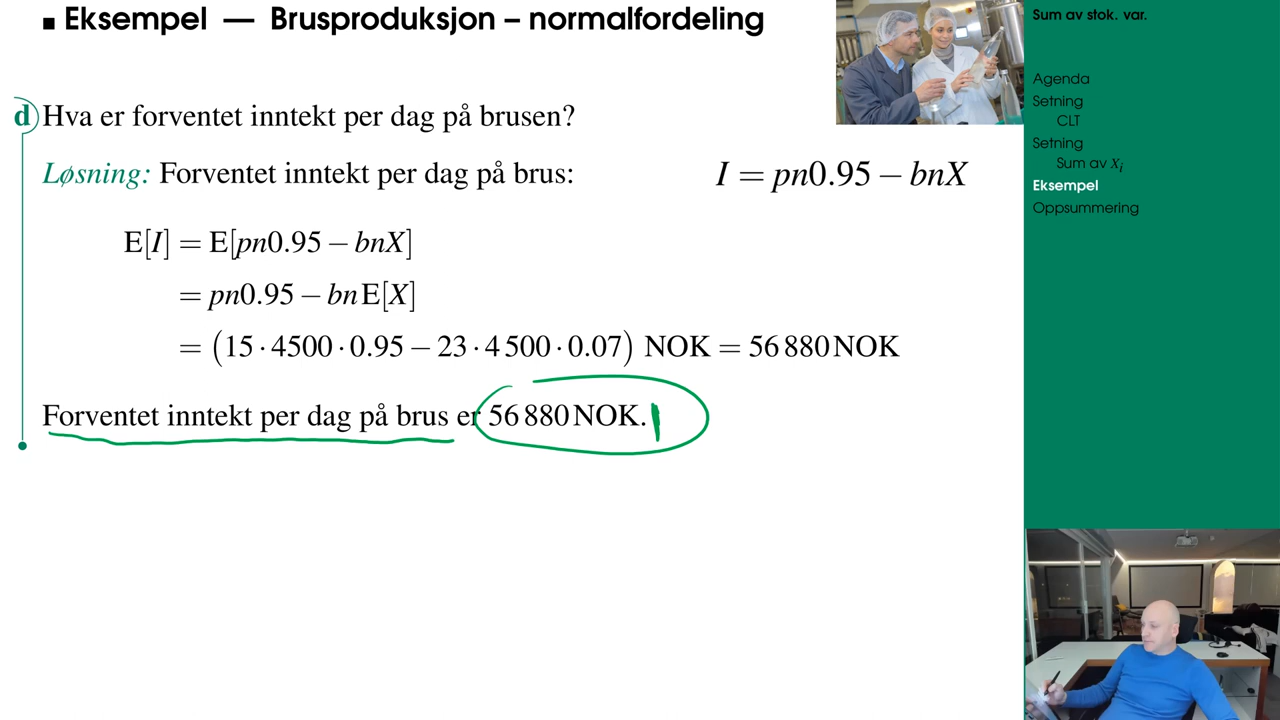 Eksempel — Brusproduksjon – normalfordeling
d Hva er forventet inntekt per dag på brusen?
Løsning: Forventet inntekt per dag på brus: I = pn0.95 − bnX
E[I] = E[pn0.95 − bnX]
= pn0.95 − bn E[X]
= (15 · 4500 · 0.95 − 23 · 4 500 · 0.07) NOK = 56 880 NOK
Forventet inntekt per dag på brus er 56 880 NOK.
Sum av stok. var.
Agenda
Setning
CLT
Setning
Sum av Xᵢ
Eksempel
Oppsummering